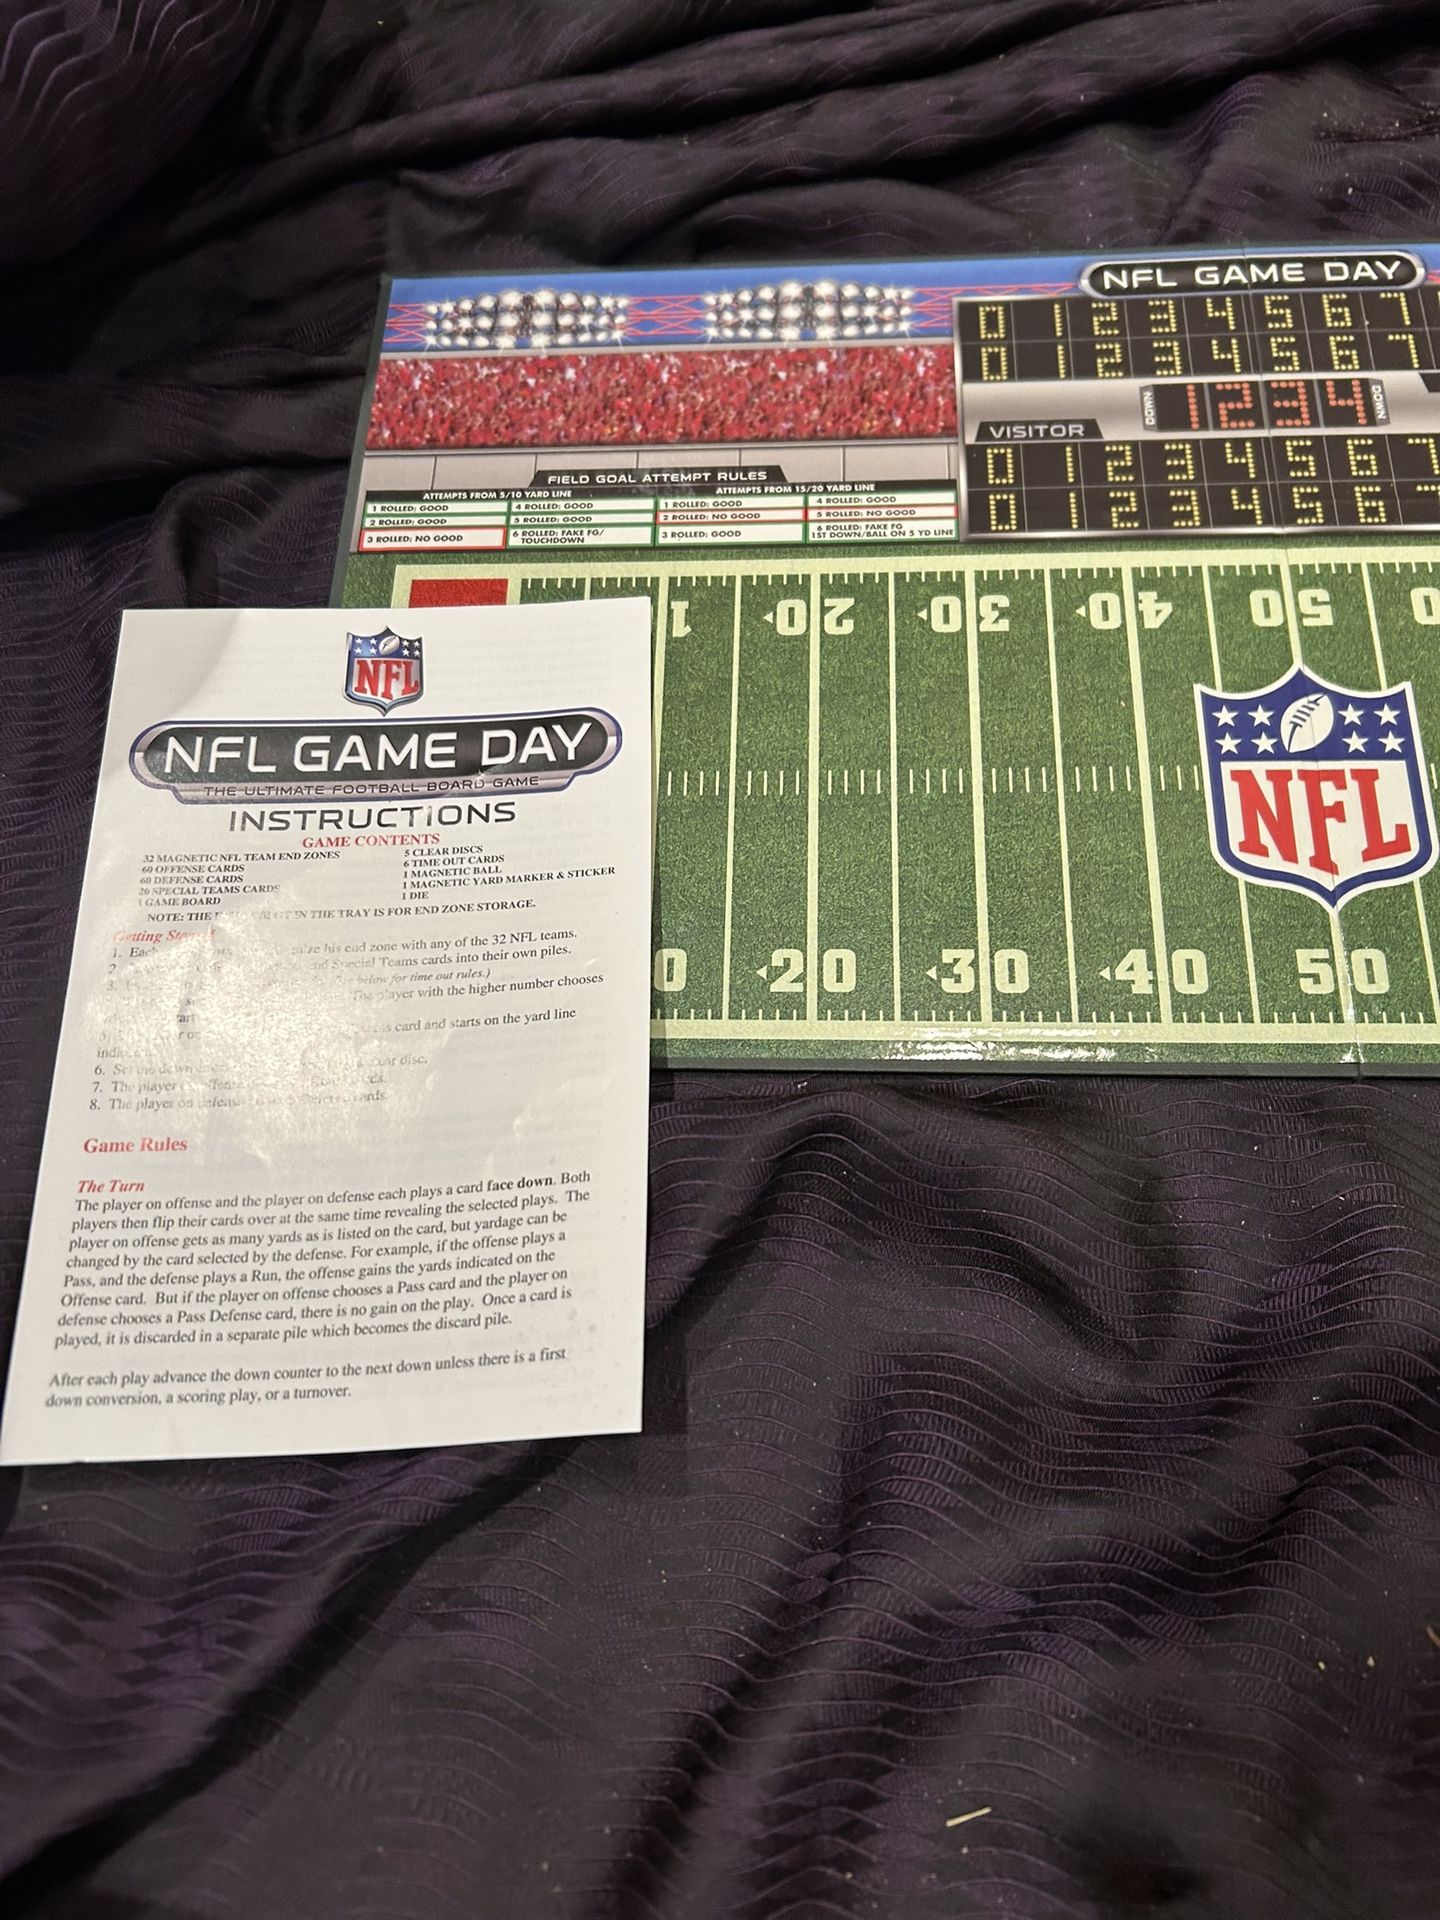 NFL GAME DAY
0 1 2 3 4 5 6 7
0 1 2 3 4 5 6 7
DOWN 1 2 3 4 DOWN
VISITOR
0 1 2 3 4 5 6 7
0 1 2 3 4 5 6 7
FIELD GOAL ATTEMPT RULES
ATTEMPTS FROM 5/10 YARD LINE
1 ROLLED: GOOD
2 ROLLED: GOOD
3 ROLLED: NO GOOD
4 ROLLED: GOOD
5 ROLLED: GOOD
6 ROLLED: FAKE FG/
TOUCHDOWN
ATTEMPTS FROM 15/20 YARD LINE
1 ROLLED: GOOD
2 ROLLED: NO GOOD
3 ROLLED: GOOD
4 ROLLED: GOOD
5 ROLLED: NO GOOD
6 ROLLED: FAKE FG
1ST DOWN/BALL ON 5 YD LINE
1 20 30 40 50 0
NFL
0 20 30 40 50
NFL
NFL GAME DAY
THE ULTIMATE FOOTBALL BOARD GAME
INSTRUCTIONS
GAME CONTENTS
32 MAGNETIC NFL TEAM END ZONES
60 OFFENSE CARDS
60 DEFENSE CARDS
20 SPECIAL TEAMS CARDS
1 GAME BOARD
5 CLEAR DISCS
6 TIME OUT CARDS
1 MAGNETIC BALL
1 MAGNETIC YARD MARKER & STICKER
1 DIE
NOTE: THE IN THE TRAY IS FOR END ZONE STORAGE.
Getting
1. Each his end zone with any of the 32 NFL teams.
2 and Special Teams cards into their own piles.
3. below for time out rules.)
The player with the higher number chooses
card and starts on the yard line
6. Set the down clear disc.
7. The player
8. The player on defense cards.
Game Rules
The Turn
The player on offense and the player on defense each plays a card face down. Both
players then flip their cards over at the same time revealing the selected plays. The
player on offense gets as many yards as is listed on the card, but yardage can be
changed by the card selected by the defense. For example, if the offense plays a
Pass, and the defense plays a Run, the offense gains the yards indicated on the
Offense card. But if the player on offense chooses a Pass card and the player on
defense chooses a Pass Defense card, there is no gain on the play. Once a card is
played, it is discarded in a separate pile which becomes the discard pile.
After each play advance the down counter to the next down unless there is a first
down conversion, a scoring play, or a turnover.